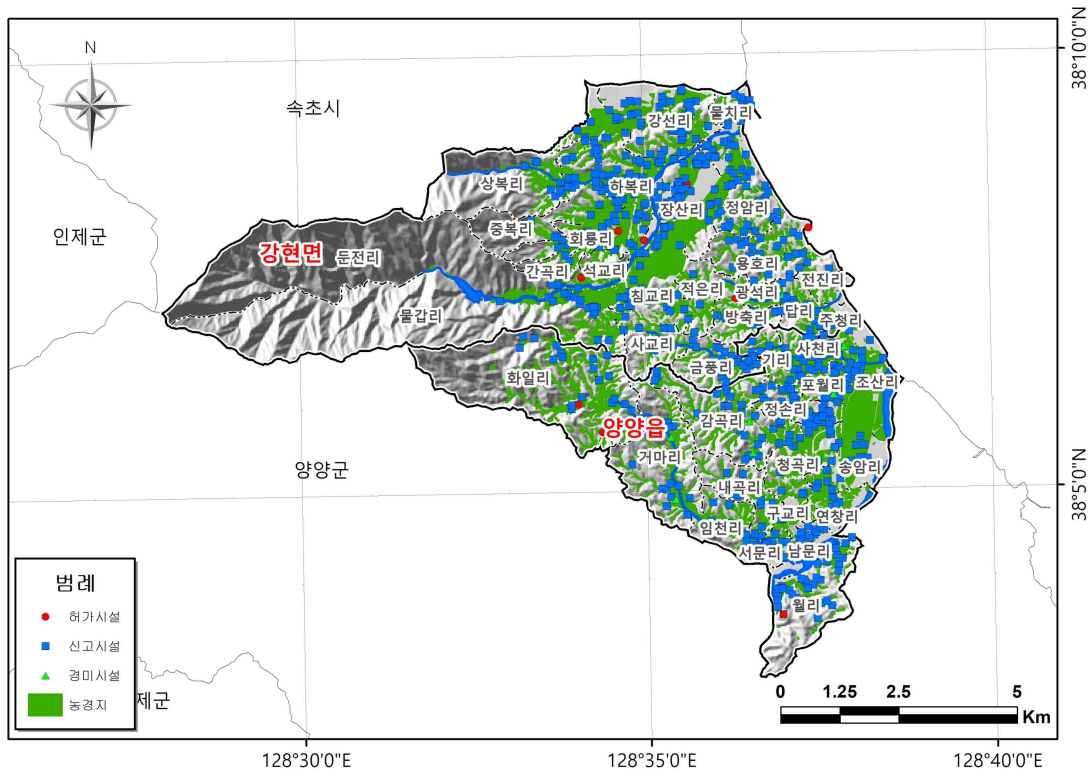 38°10'0"N
N
속초시
물치리
강선리
상복리
하복리
장산리
정암리
중복리
회룡리
인제군
강현면
둔전리
용호리
간곡리
석교리
전진리
침교리
적은리
광석리
물갑리
방축리
답리
주청리
사교리
사천리
기리
금풍리
화일리
포월리
조산리
정손리
감곡리
양양읍
거마리
청곡리
송암리
양양군
38°5'0"N
내곡리
구교리
연창리
임천리
서문리
남문리
월리
범례
허가시설
신고시설
경미시설
농경지
제군
0 1.25 2.5 5
Km
128°30'0"E
128°35'0"E
128°40'0"E